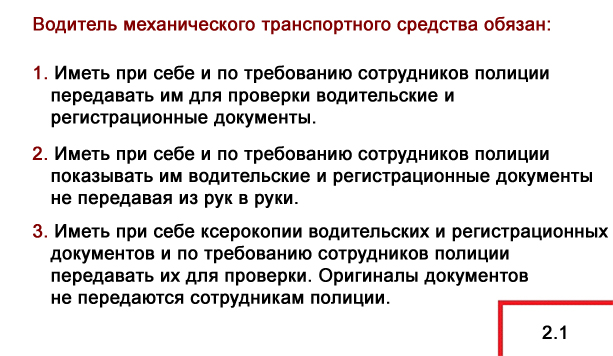 Водитель механического транспортного средства обязан:
1. Иметь при себе и по требованию сотрудников полиции
передавать им для проверки водительские и
регистрационные документы.
2. Иметь при себе и по требованию сотрудников полиции
показывать им водительские и регистрационные документы
не передавая из рук в руки.
3. Иметь при себе ксерокопии водительских и регистрационных
документов и по требованию сотрудников полиции
передавать их для проверки. Оригиналы документов
не передаются сотрудникам полиции.
2.1